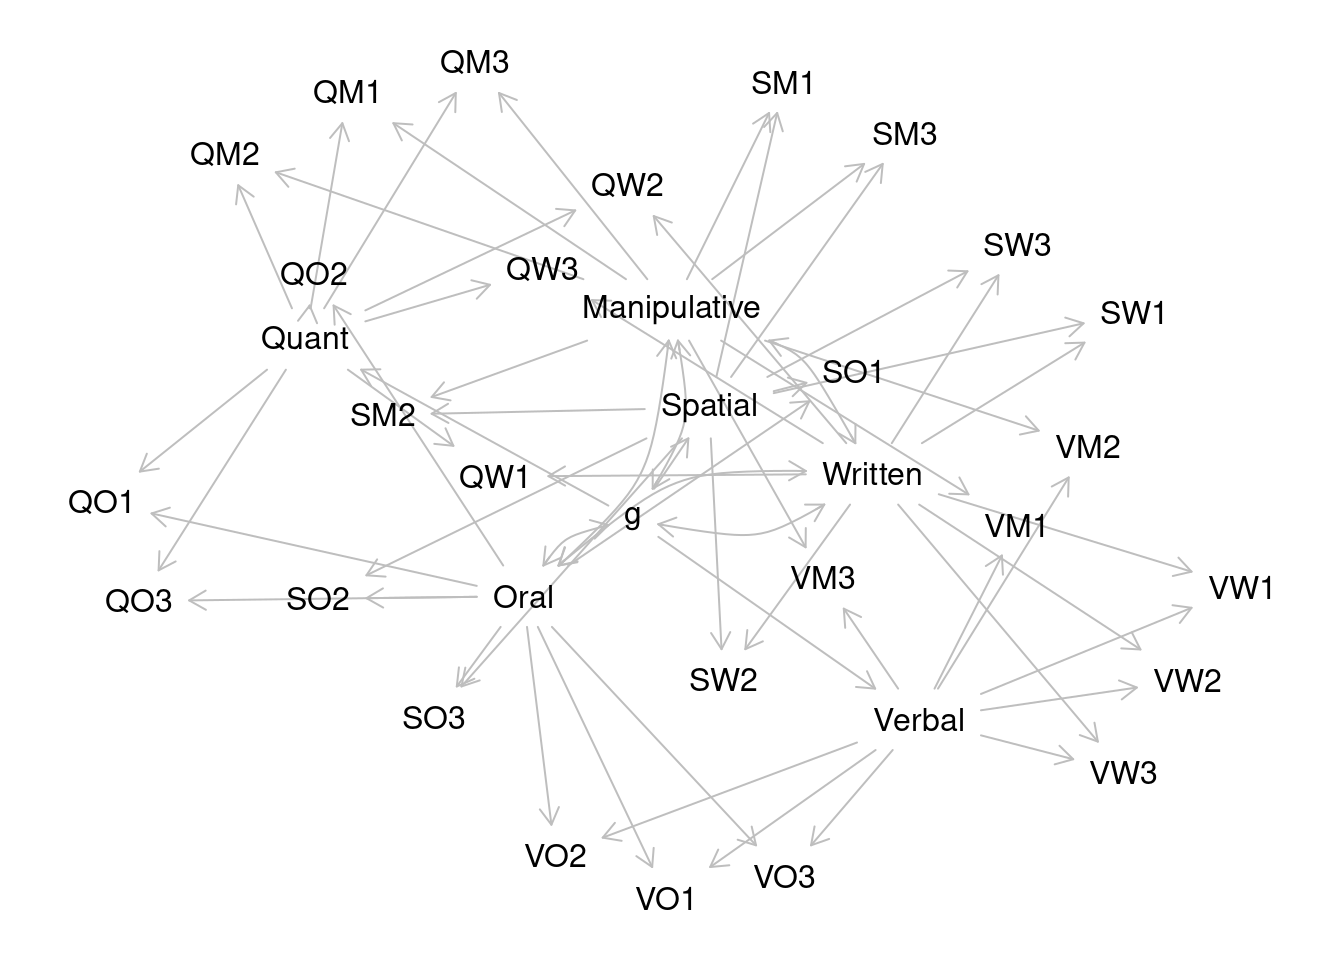 QM3
SM1
QM1
SM3
QM2
QW2
SW3
QW3
QO2
Manipulative
SW1
Quant
SO1
Spatial
SM2
VM2
Written
QW1
QO1
g
VM1
VM3
VW1
Oral
SO2
QO3
SW2
VW2
SO3
Verbal
VW3
VO2
VO3
VO1